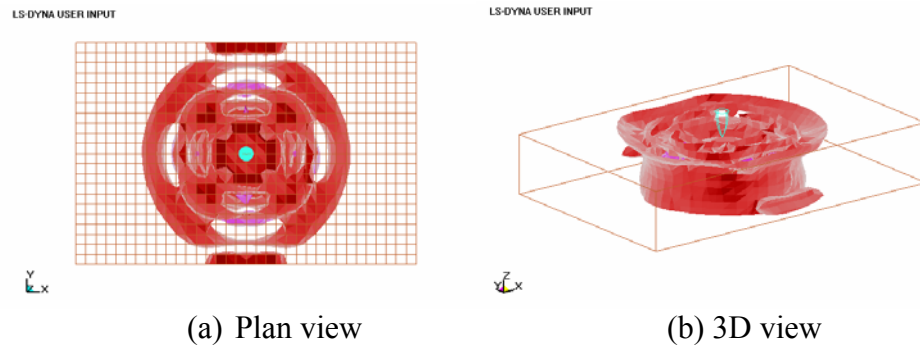 LS-DYNA USER INPUT
LS-DYNA USER INPUT
Y
X
Z
Y X
(a) Plan view
(b) 3D view